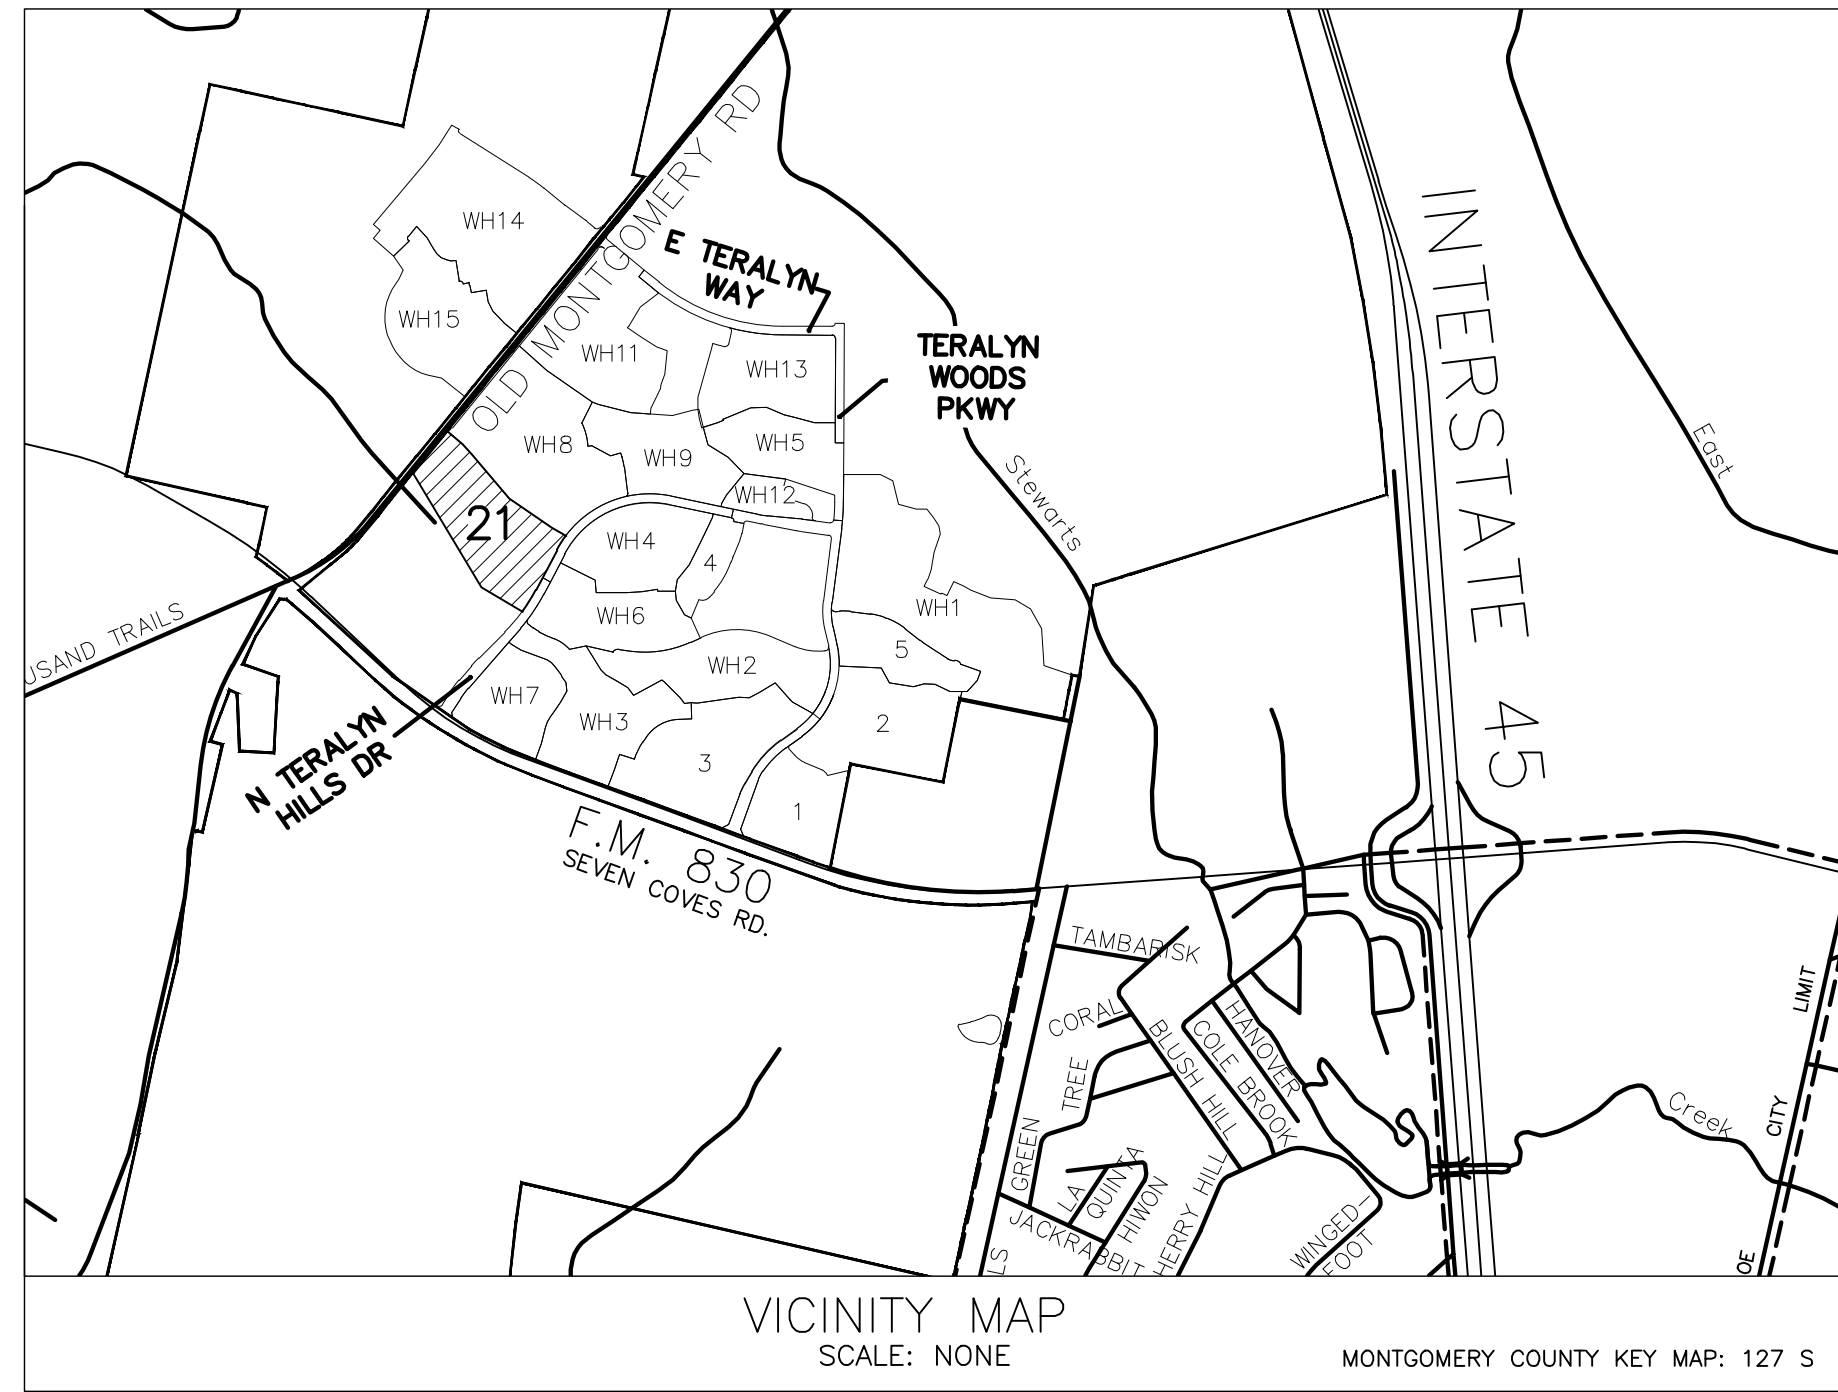 WH14
OLD MONTGOMERY RD
E TERALYN
WAY
INTERSTATE 45
WH15
WH11
WH13
TERALYN
WOODS
PKWY
WH8
WH9
WH5
WH12
Stewarts
East
21
WH4
4
WH6
WH1
5
USAND TRAILS
WH2
WH7
WH3
2
3
1
N TERALYN
HILLS DR
F.M. 830
SEVEN COVES RD.
TAMBARISK
CORAL
HANOVER
COLE BROOK
BLUSH HILL
TREE
GREEN
LA
QUINTA
HIWON
JACKRABBIT
HERRY HILL
WINGED-
FOOT
LS
Creek
LIMIT
CITY
OE
VICINITY MAP
SCALE: NONE
MONTGOMERY COUNTY KEY MAP: 127 S